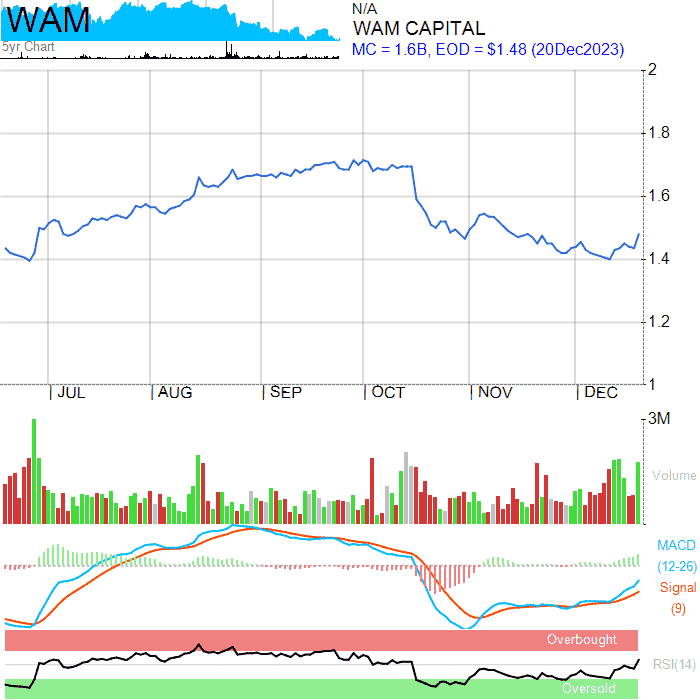 WAM
5yr Chart
N/A
WAM CAPITAL
MC = 1.6B, EOD = $1.48 (20Dec2023)
2
1.8
1.6
1.4
1.2
1
JUL
AUG
SEP
OCT
NOV
DEC
3M
Volume
MACD
(12-26)
Signal
(9)
Overbought
RSI(14)
Oversold